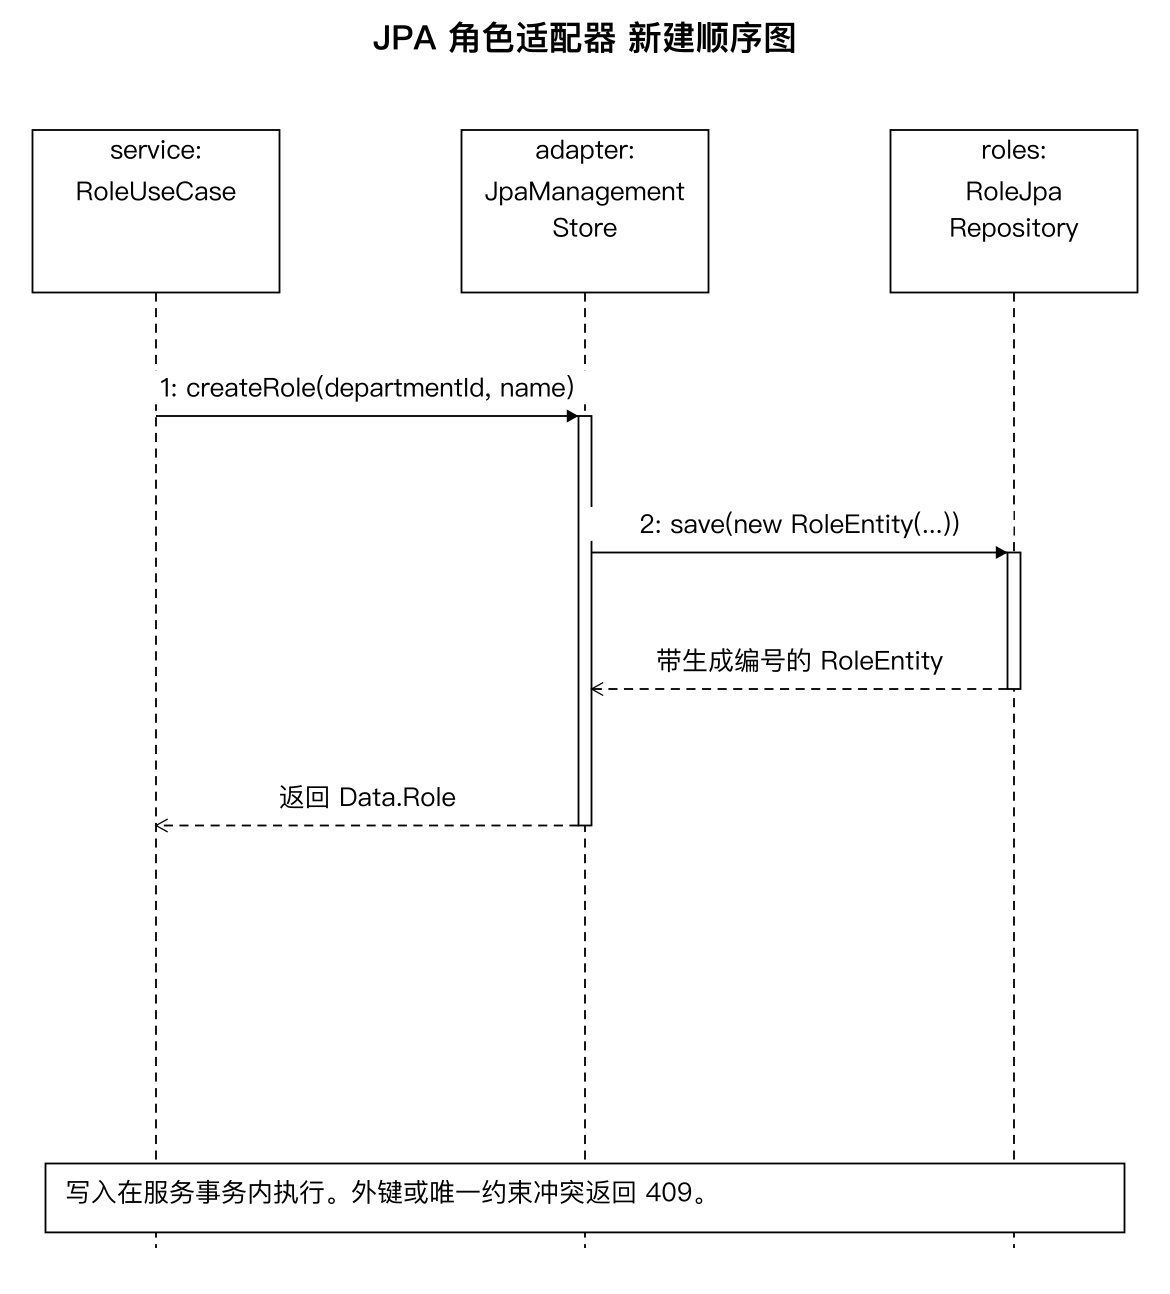 JPA 角色适配器 新建顺序图
service:
RoleUseCase
adapter:
JpaManagement
Store
roles:
RoleJpa
Repository
1: createRole(departmentId, name)
2: save(new RoleEntity(...))
带生成编号的 RoleEntity
返回 Data.Role
写入在服务事务内执行。外键或唯一约束冲突返回 409。